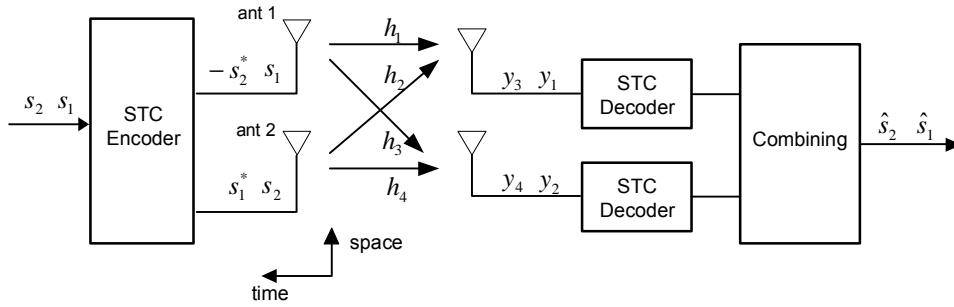 ant 1
h₁
− s₂* s₁
h₂
y₃ y₁
STC
Decoder
s₂ s₁
STC
Encoder
ant 2
h₃
Combining
ŝ₂ ŝ₁
s₁* s₂
h₄
y₄ y₂
STC
Decoder
space
time